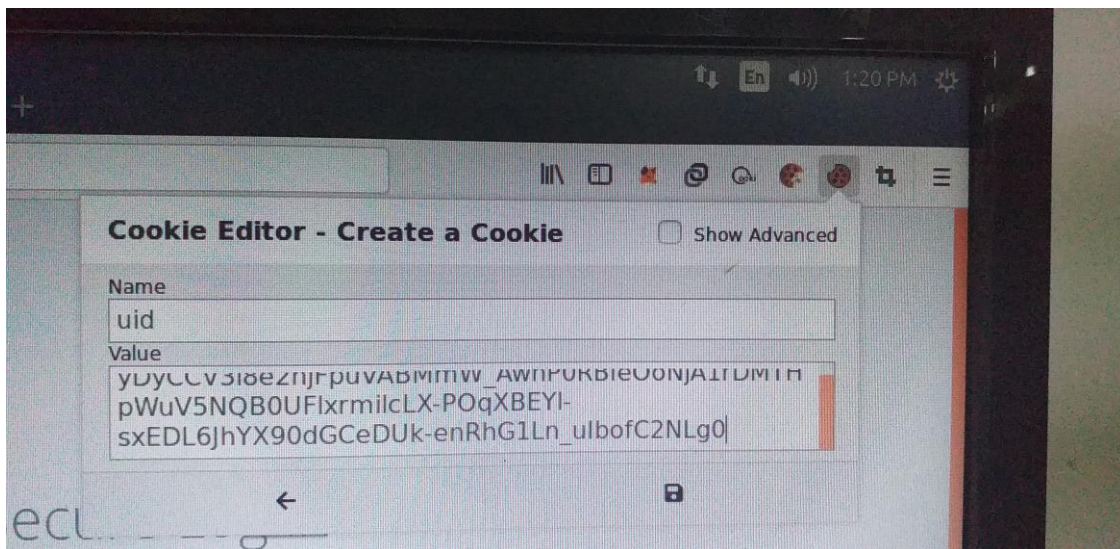 +
En 1:20 PM
Cookie Editor - Create a Cookie
Show Advanced
Name
uid
Value
pWuV5NQB0UFlxrmilcLX-POqXBEYl-
sxEDL6JhYX90dGCeDUk-enRhG1Ln_ulbofC2NLg0